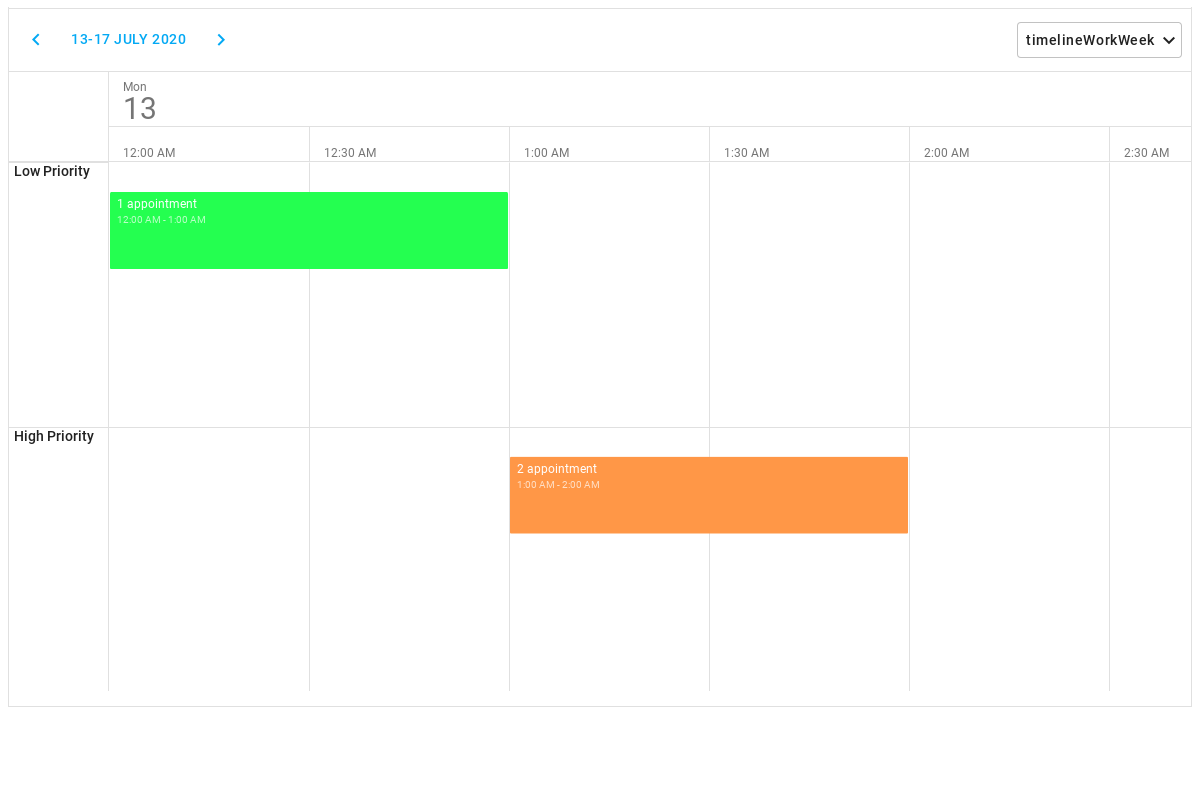 13-17 JULY 2020
timelineWorkWeek
Mon
13
12:00 AM
12:30 AM
1:00 AM
1:30 AM
2:00 AM
2:30 AM
Low Priority
1 appointment
12:00 AM - 1:00 AM
High Priority
2 appointment
1:00 AM - 2:00 AM